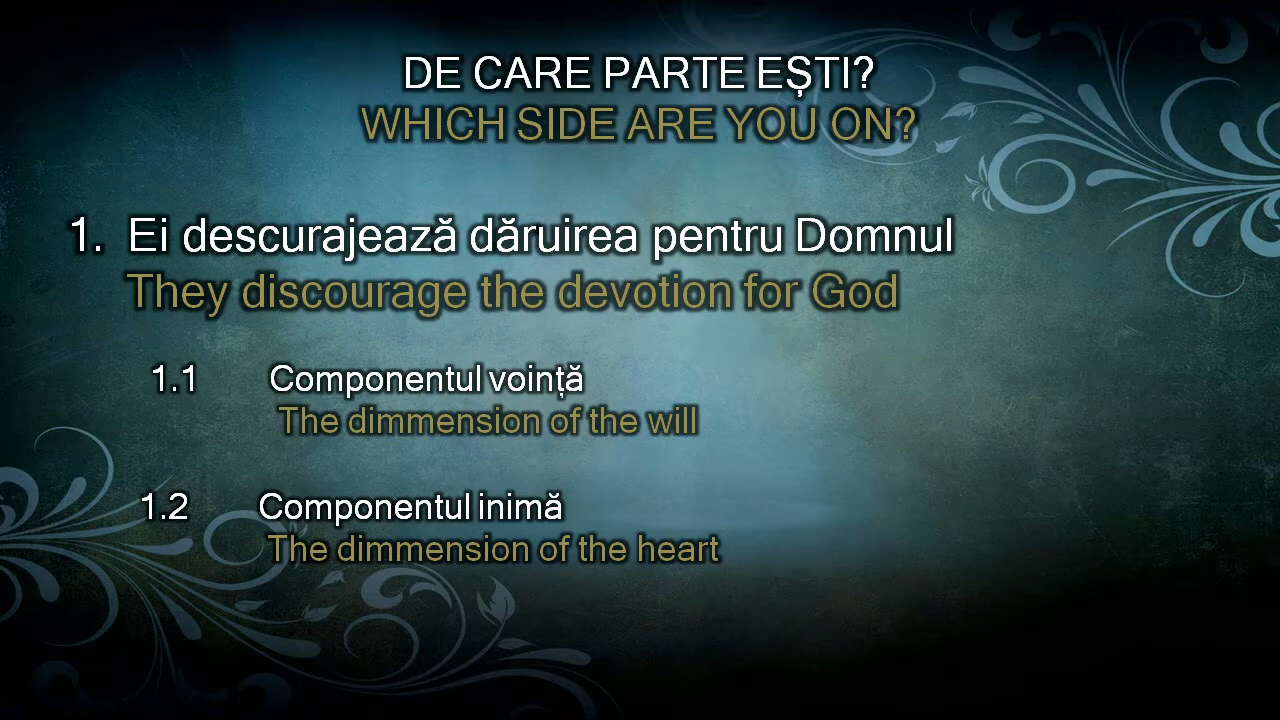 DE CARE PARTE EȘTI?
WHICH SIDE ARE YOU ON?
1. Ei descurajează dăruirea pentru Domnul
They discourage the devotion for God
1.1 Componentul voință
The dimmension of the will
1.2 Componentul inimă
The dimmension of the heart